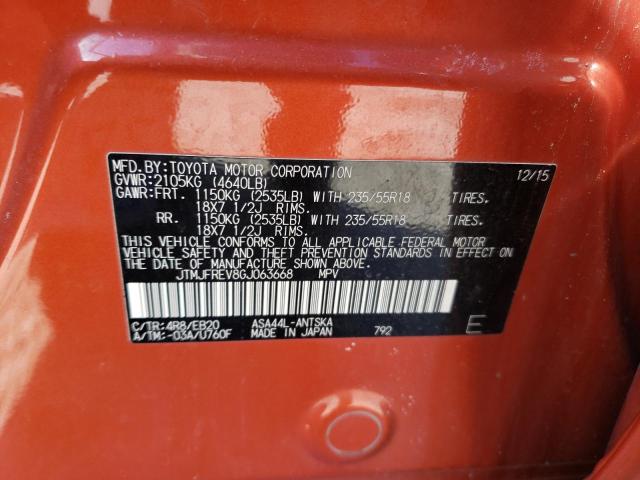 MFD.BY:TOYOTA MOTOR CORPORATION 12/15
GVWR:2105KG (4640LB)
GAWR:FRT. 1150KG (2535LB) WITH 235/55R18 TIRES.
18X7 1/2J RIMS.
RR. 1150KG (2535LB) WITH 235/55R18 TIRES.
18X7 1/2J RIMS.
THIS VEHICLE CONFORMS TO ALL APPLICABLE FEDERAL MOTOR
VEHICLE SAFETY AND THEFT PREVENTION STANDARDS IN EFFECT ON
THE DATE OF MANUFACTURE SHOWN ABOVE.
JTMJFREV8GJ063668 MPV
C/TR:4R8/EB20 ASA44L-ANTSKA 792 E
A/TM:-03A/U760F MADE IN JAPAN